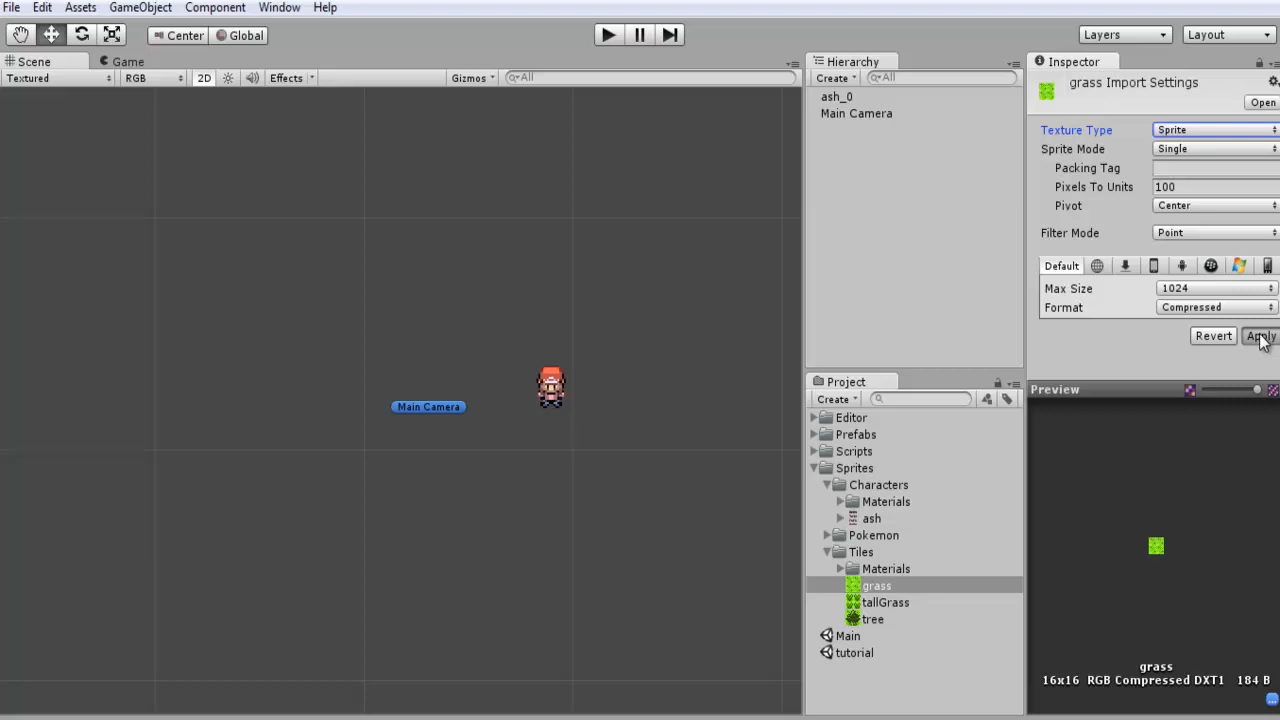 File Edit Assets GameObject Component Window Help
Center Global Layers Layout
Scene Game
Textured RGB 2D Effects Gizmos All
Main Camera
Hierarchy
Create All
ash_0
Main Camera
Project
Create
Editor
Prefabs
Scripts
Sprites
Characters
Materials
ash
Pokemon
Tiles
Materials
grass
tallGrass
tree
Main
tutorial
Inspector
grass Import Settings
Open
Texture Type Sprite
Sprite Mode Single
Packing Tag
Pixels To Units 100
Pivot Center
Filter Mode Point
Default
Max Size 1024
Format Compressed
Revert Apply
Preview
grass
16x16 RGB Compressed DXT1 184 B